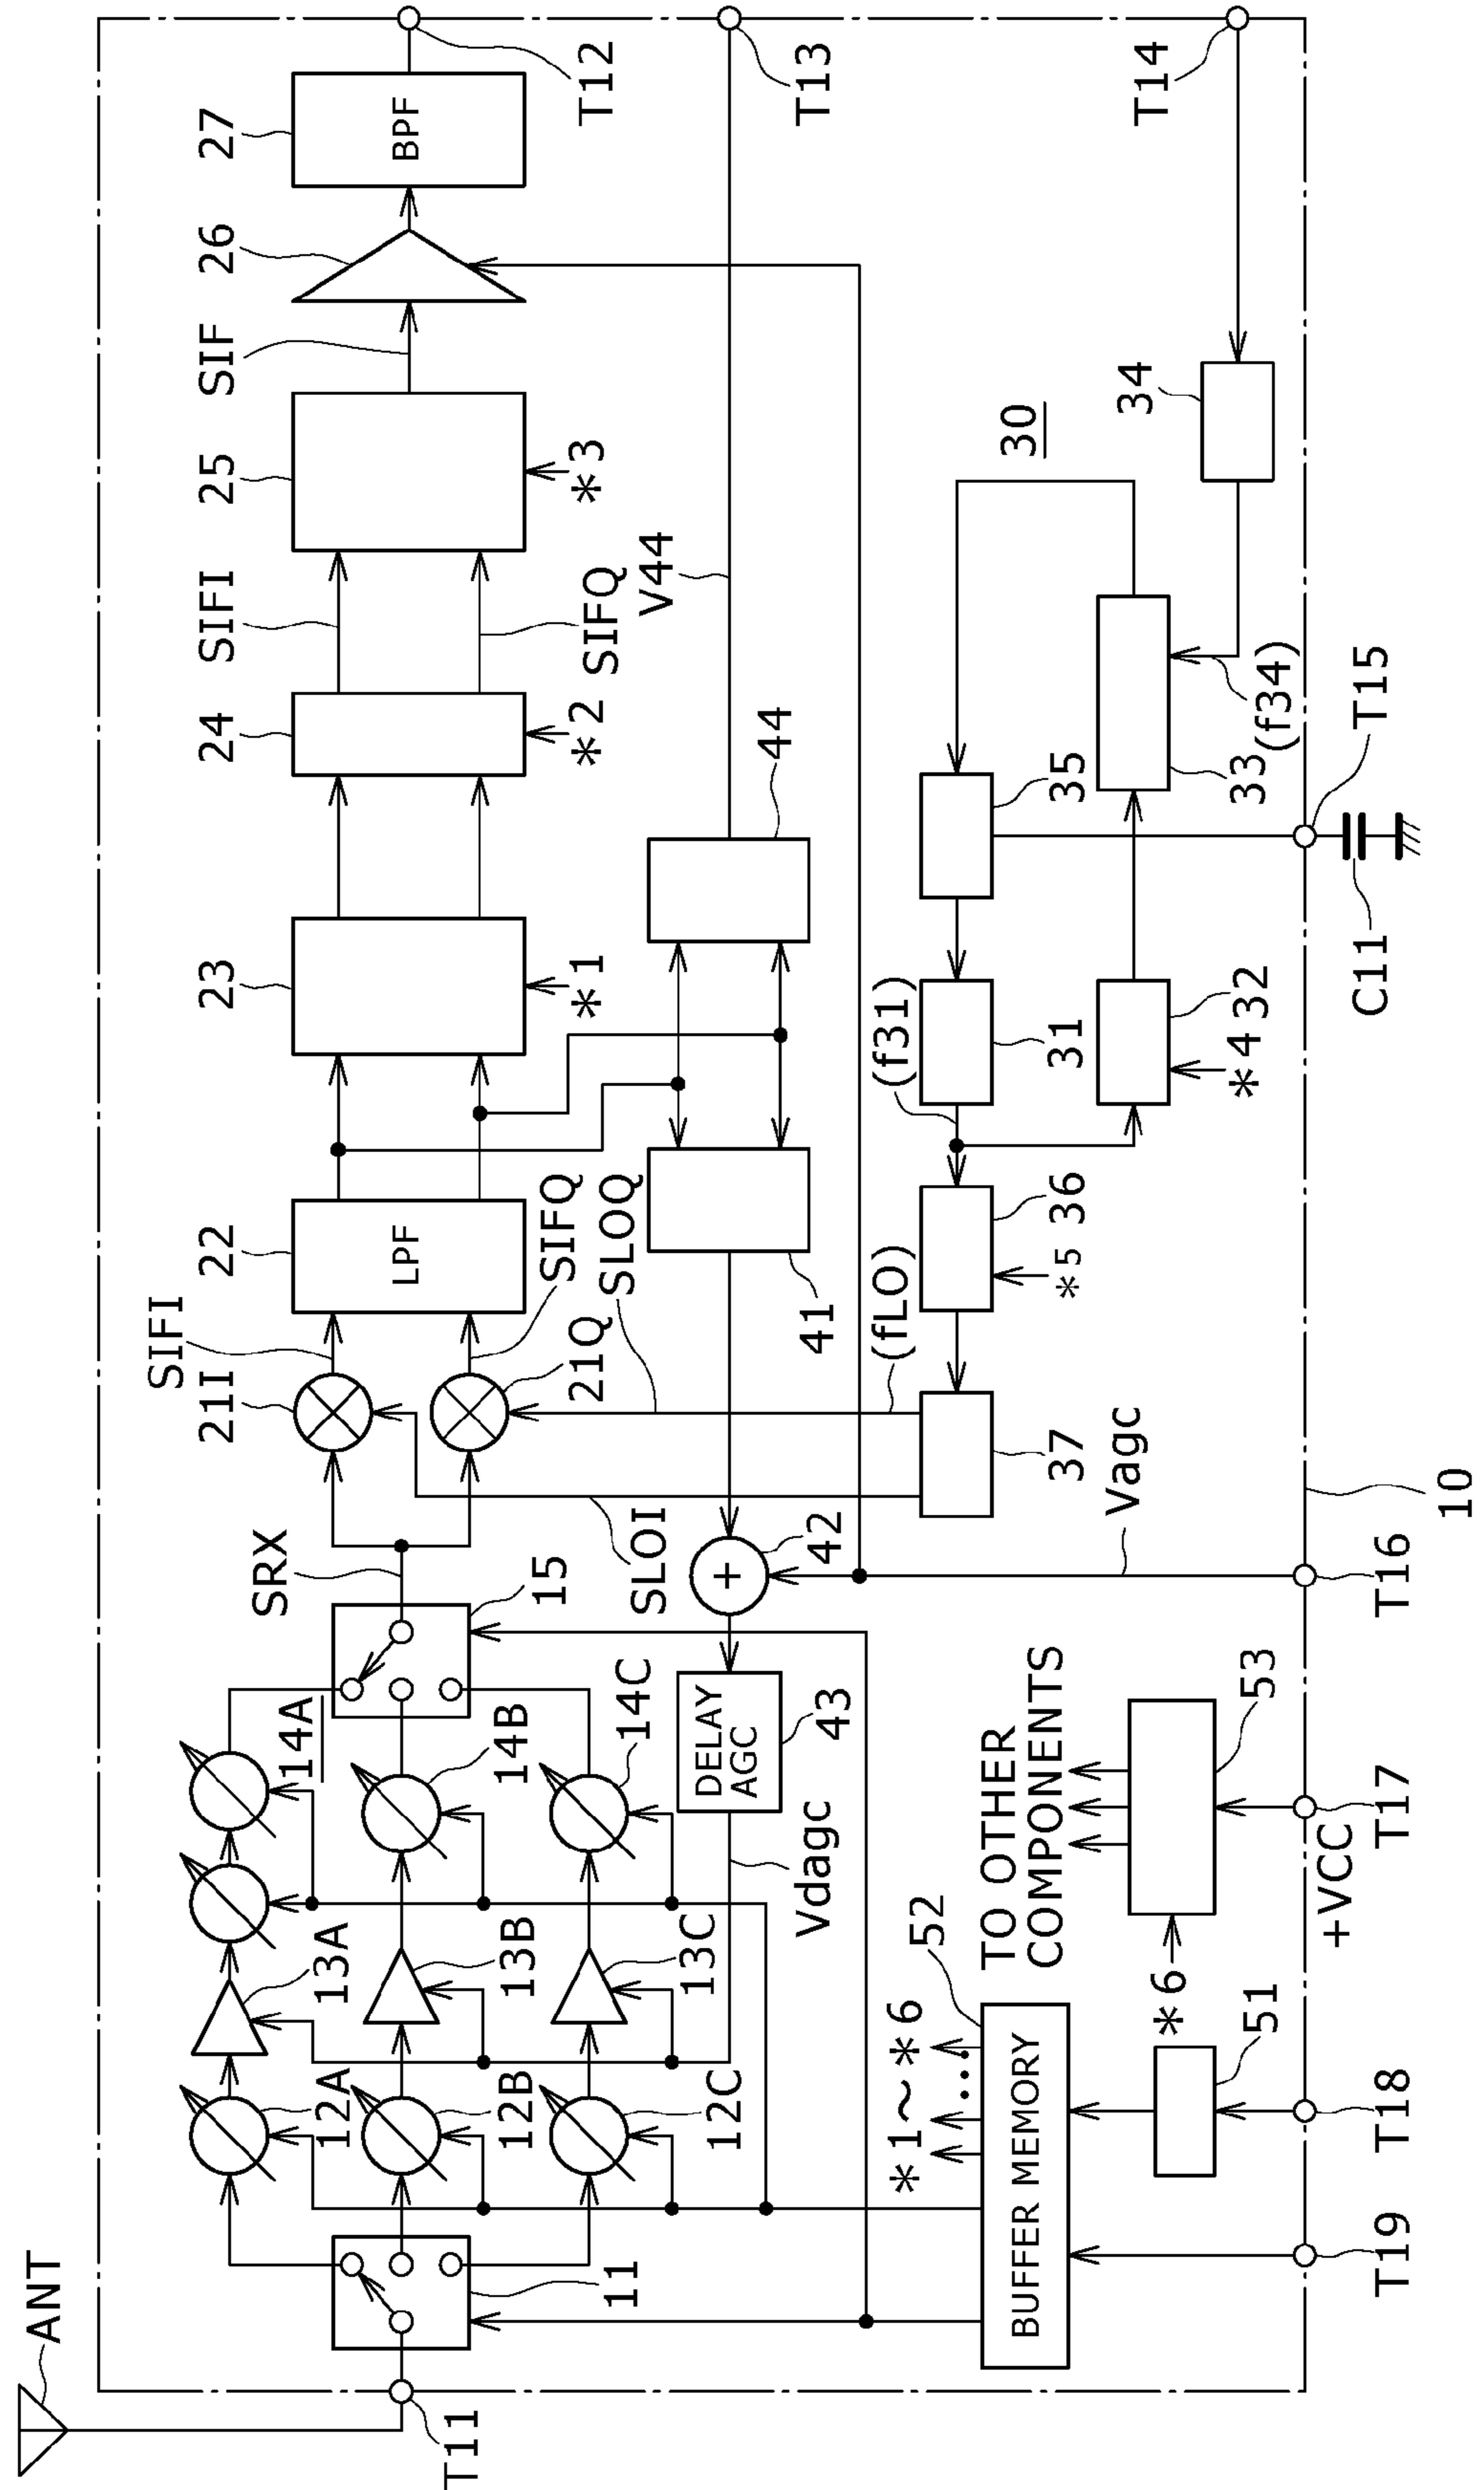 ANT
T11
11
12A
12B
12C
13A
13B
13C
14A
14B
14C
15
SRX
21I
21Q
SIFI
SIFQ
SLOI
SLOQ
22
LPF
23
*1
24
*2
SIFI
SIFQ
25
*3
SIF
26
27
BPF
T12
T13
T14
V44
44
41
42
+
DELAY
AGC
43
Vdagc
Vagc
30
31
(f31)
32
*4
33
(f34)
34
35
36
*5
37
(fLO)
T15
C11
10
T16
T17
+VCC
T18
T19
BUFFER MEMORY
52
*1～*6
...
51
*6
53
TO OTHER
COMPONENTS